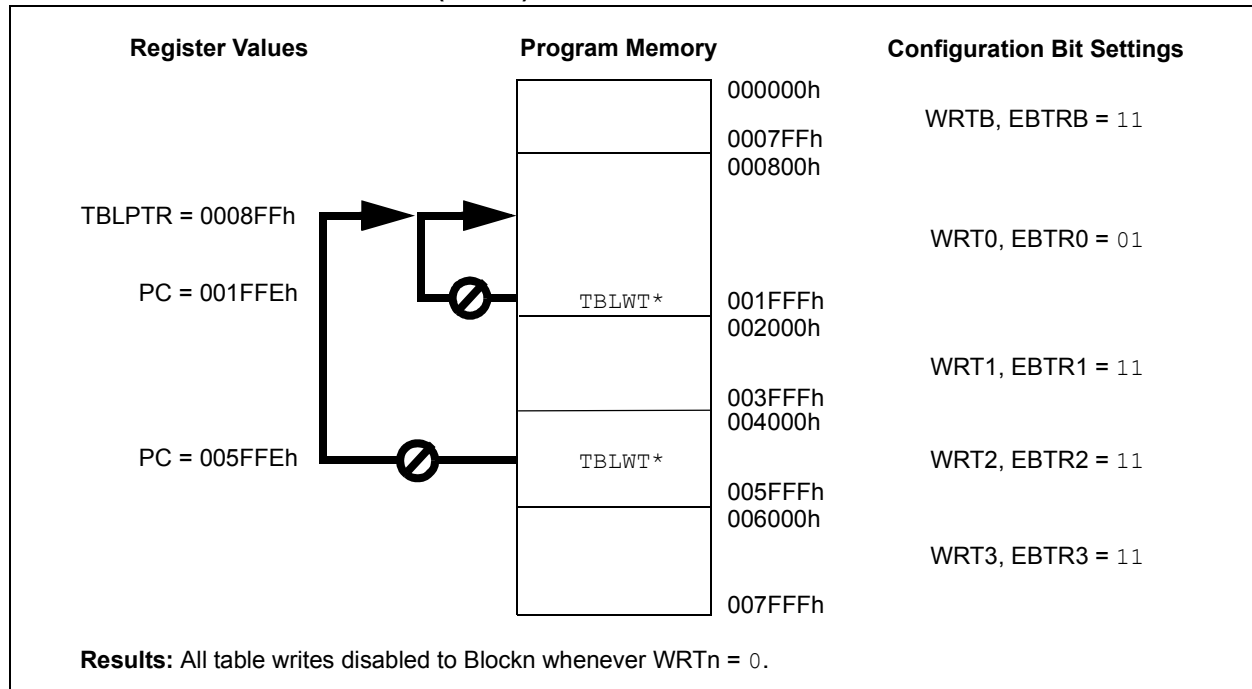 Register Values
Program Memory
Configuration Bit Settings
000000h
WRTB, EBTRB = 11
0007FFh
000800h
TBLPTR = 0008FFh
WRT0, EBTR0 = 01
PC = 001FFEh
TBLWT*
001FFFh
002000h
WRT1, EBTR1 = 11
003FFFh
004000h
PC = 005FFEh
TBLWT*
WRT2, EBTR2 = 11
005FFFh
006000h
WRT3, EBTR3 = 11
007FFFh
Results: All table writes disabled to Blockn whenever WRTn = 0.